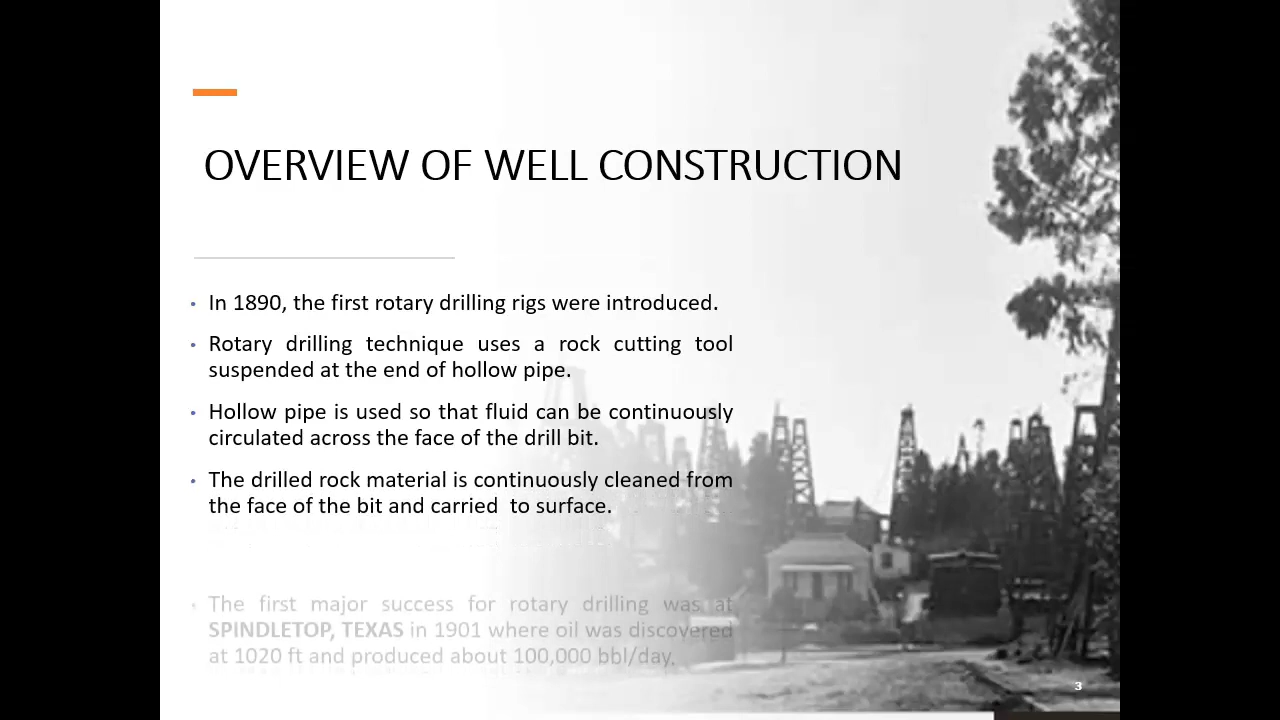 OVERVIEW OF WELL CONSTRUCTION
• In 1890, the first rotary drilling rigs were introduced.
• Rotary drilling technique uses a rock cutting tool
suspended at the end of hollow pipe.
• Hollow pipe is used so that fluid can be continuously
circulated across the face of the drill bit.
• The drilled rock material is continuously cleaned from
the face of the bit and carried  to surface.
• The first major success for rotary drilling was at
SPINDLETOP, TEXAS in 1901 where oil was discovered
at 1020 ft and produced about 100,000 bbl/day.
3